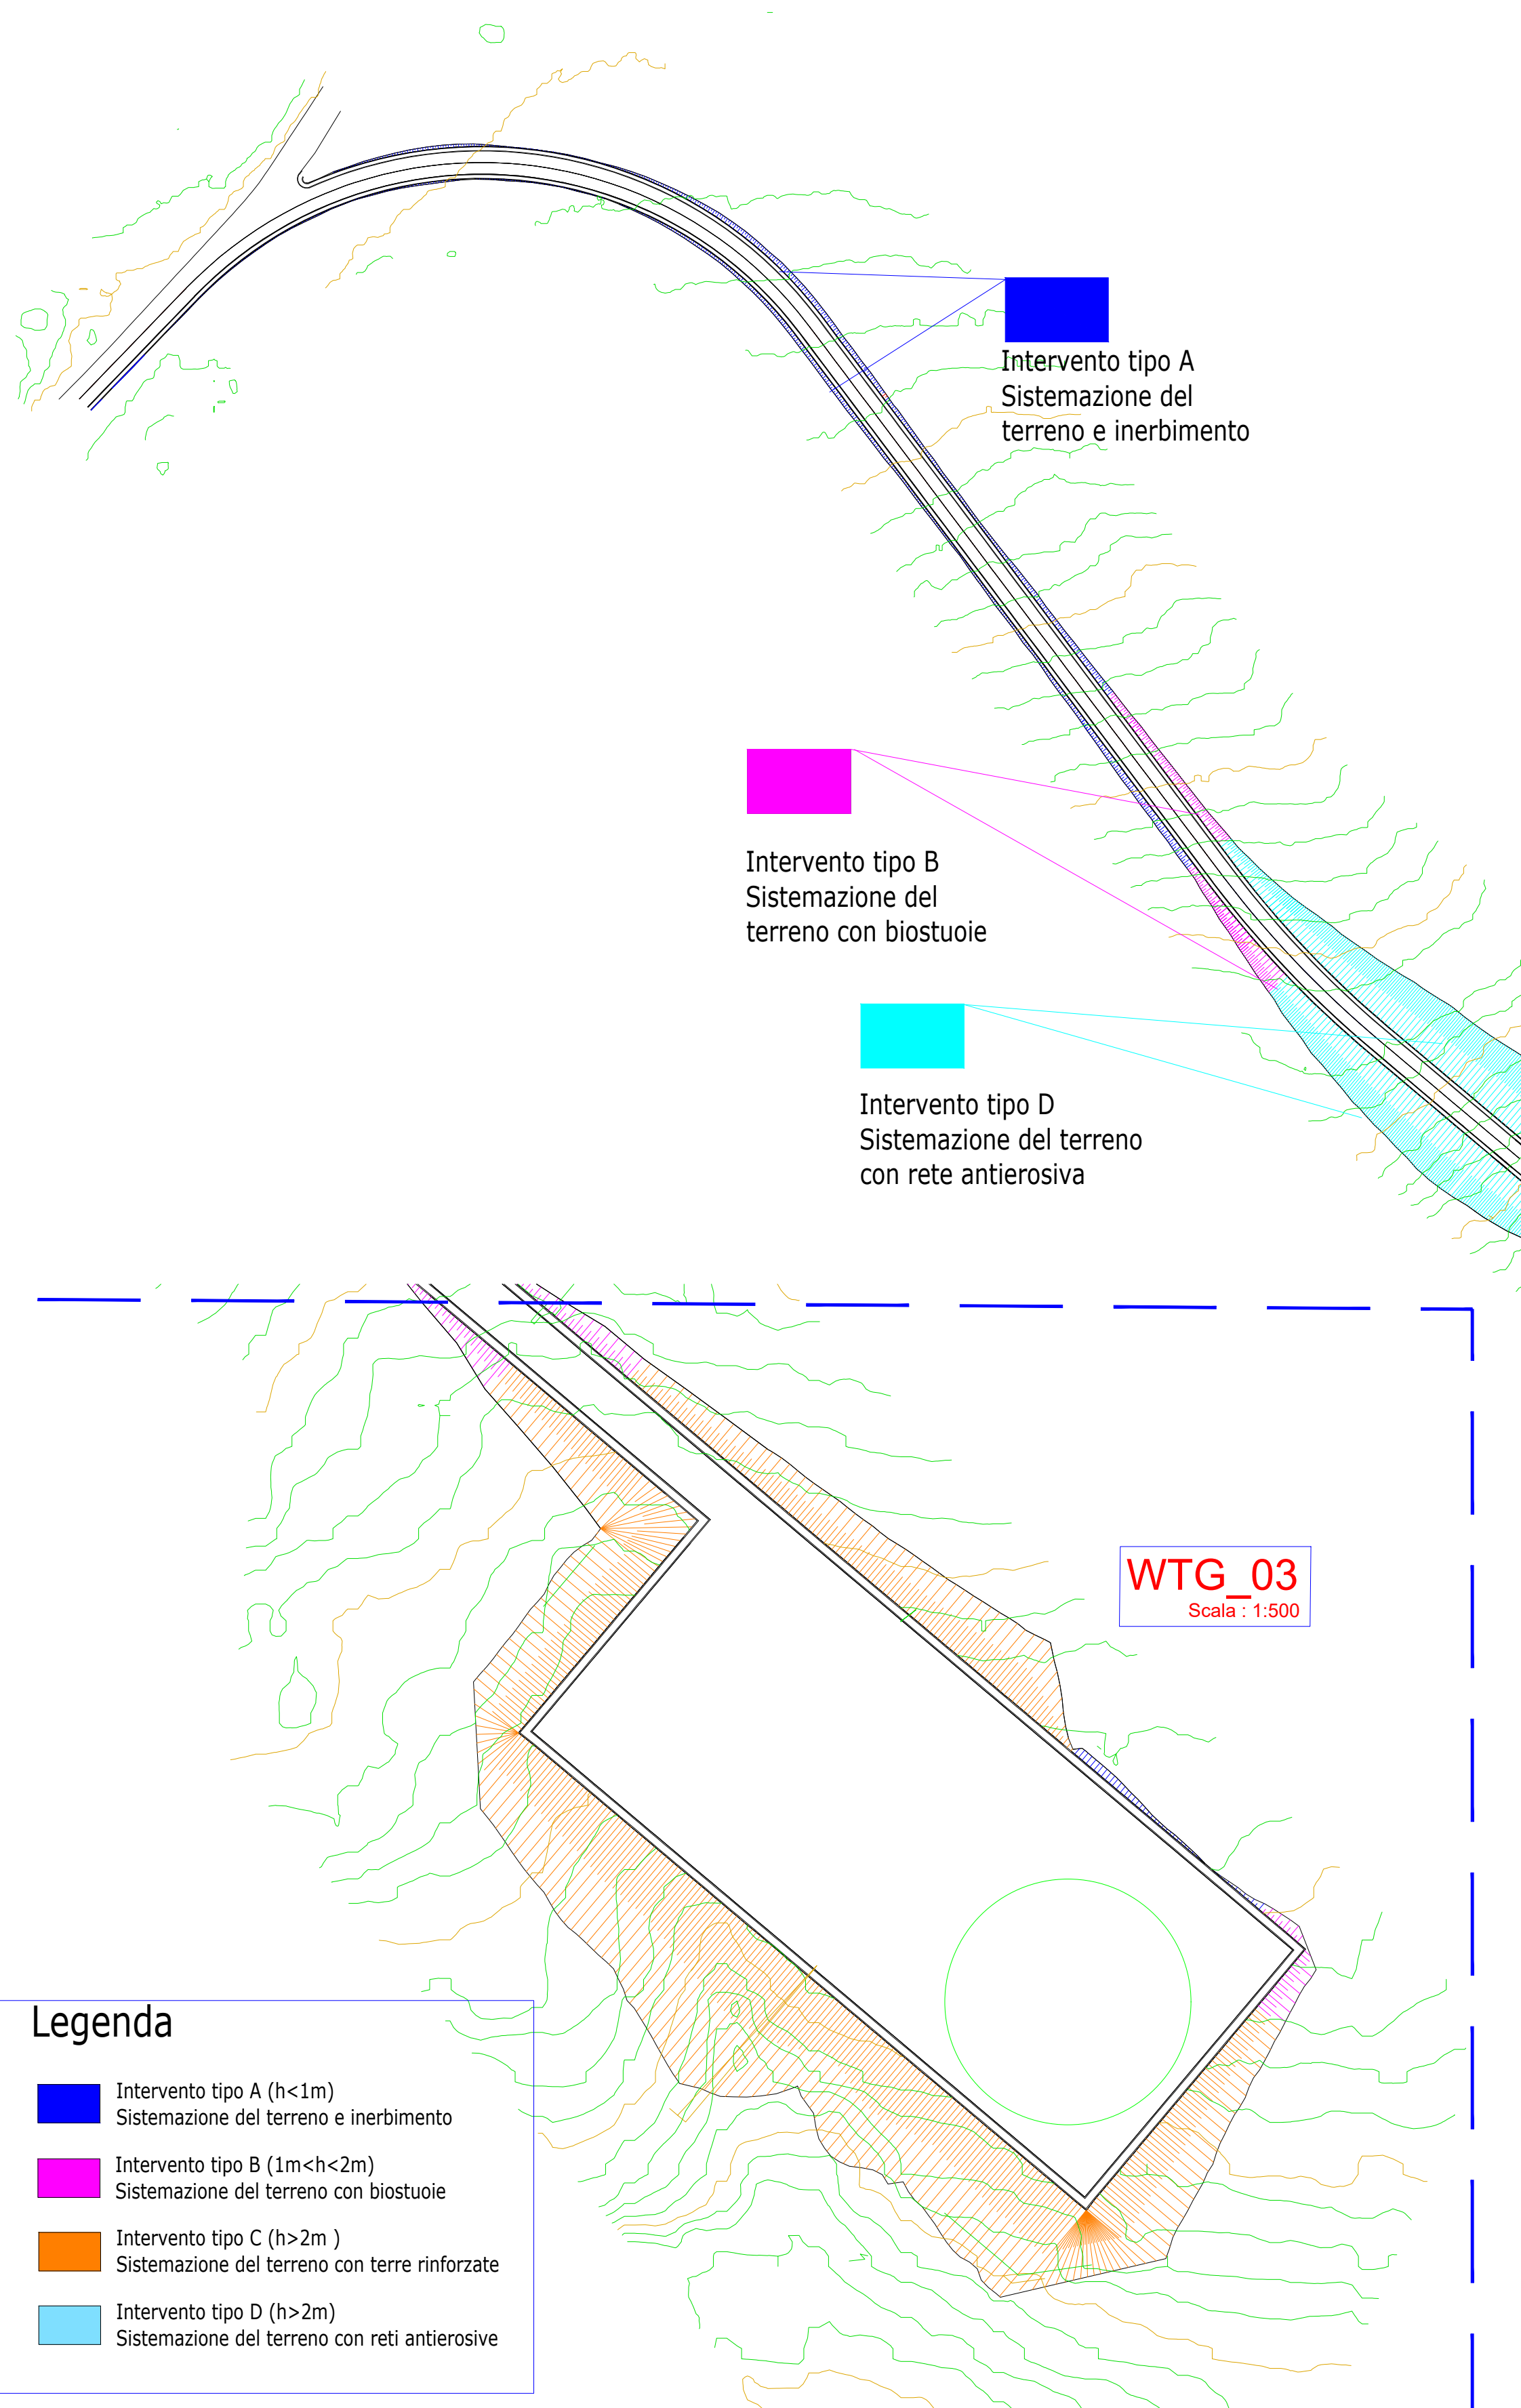 Intervento tipo A
Sistemazione del
terreno e inerbimento
Intervento tipo B
Sistemazione del
terreno con biostuoie
Intervento tipo D
Sistemazione del terreno
con rete antierosiva
WTG_03
Scala : 1:500
Legenda
Intervento tipo A (h<1m)
Sistemazione del terreno e inerbimento
Intervento tipo B (1m<h<2m)
Sistemazione del terreno con biostuoie
Intervento tipo C (h>2m )
Sistemazione del terreno con terre rinforzate
Intervento tipo D (h>2m)
Sistemazione del terreno con reti antierosive